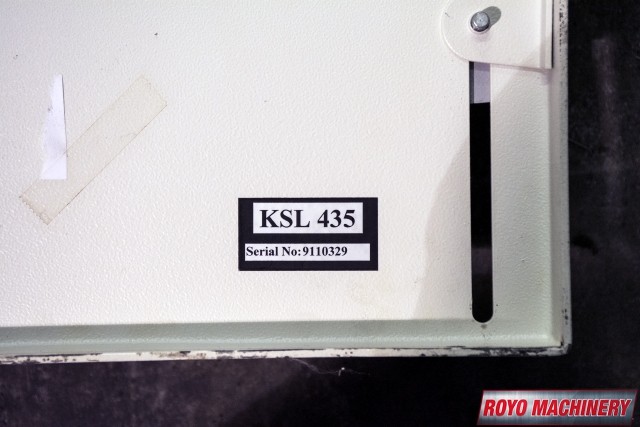 KSL 435
Serial No:9110329
ROYO MACHINERY